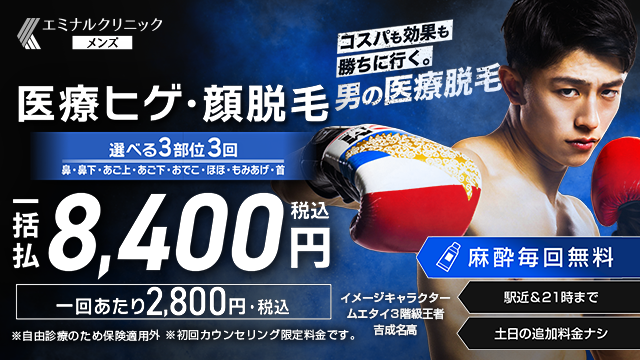 エミナルクリニック
メンズ
コスパも効果も
勝ちに行く。
男の医療脱毛
医療ヒゲ・顔脱毛
選べる3部位3回
鼻・鼻下・あご上・あご下・おでこ・ほほ・もみあげ・首
一括払 8,400円 税込
一回あたり2,800円・税込
イメージキャラクター
ムエタイ3階級王者
吉成名高
麻酔毎回無料
駅近&21時まで
土日の追加料金ナシ
※自由診療のため保険適用外 ※初回カウンセリング限定料金です。